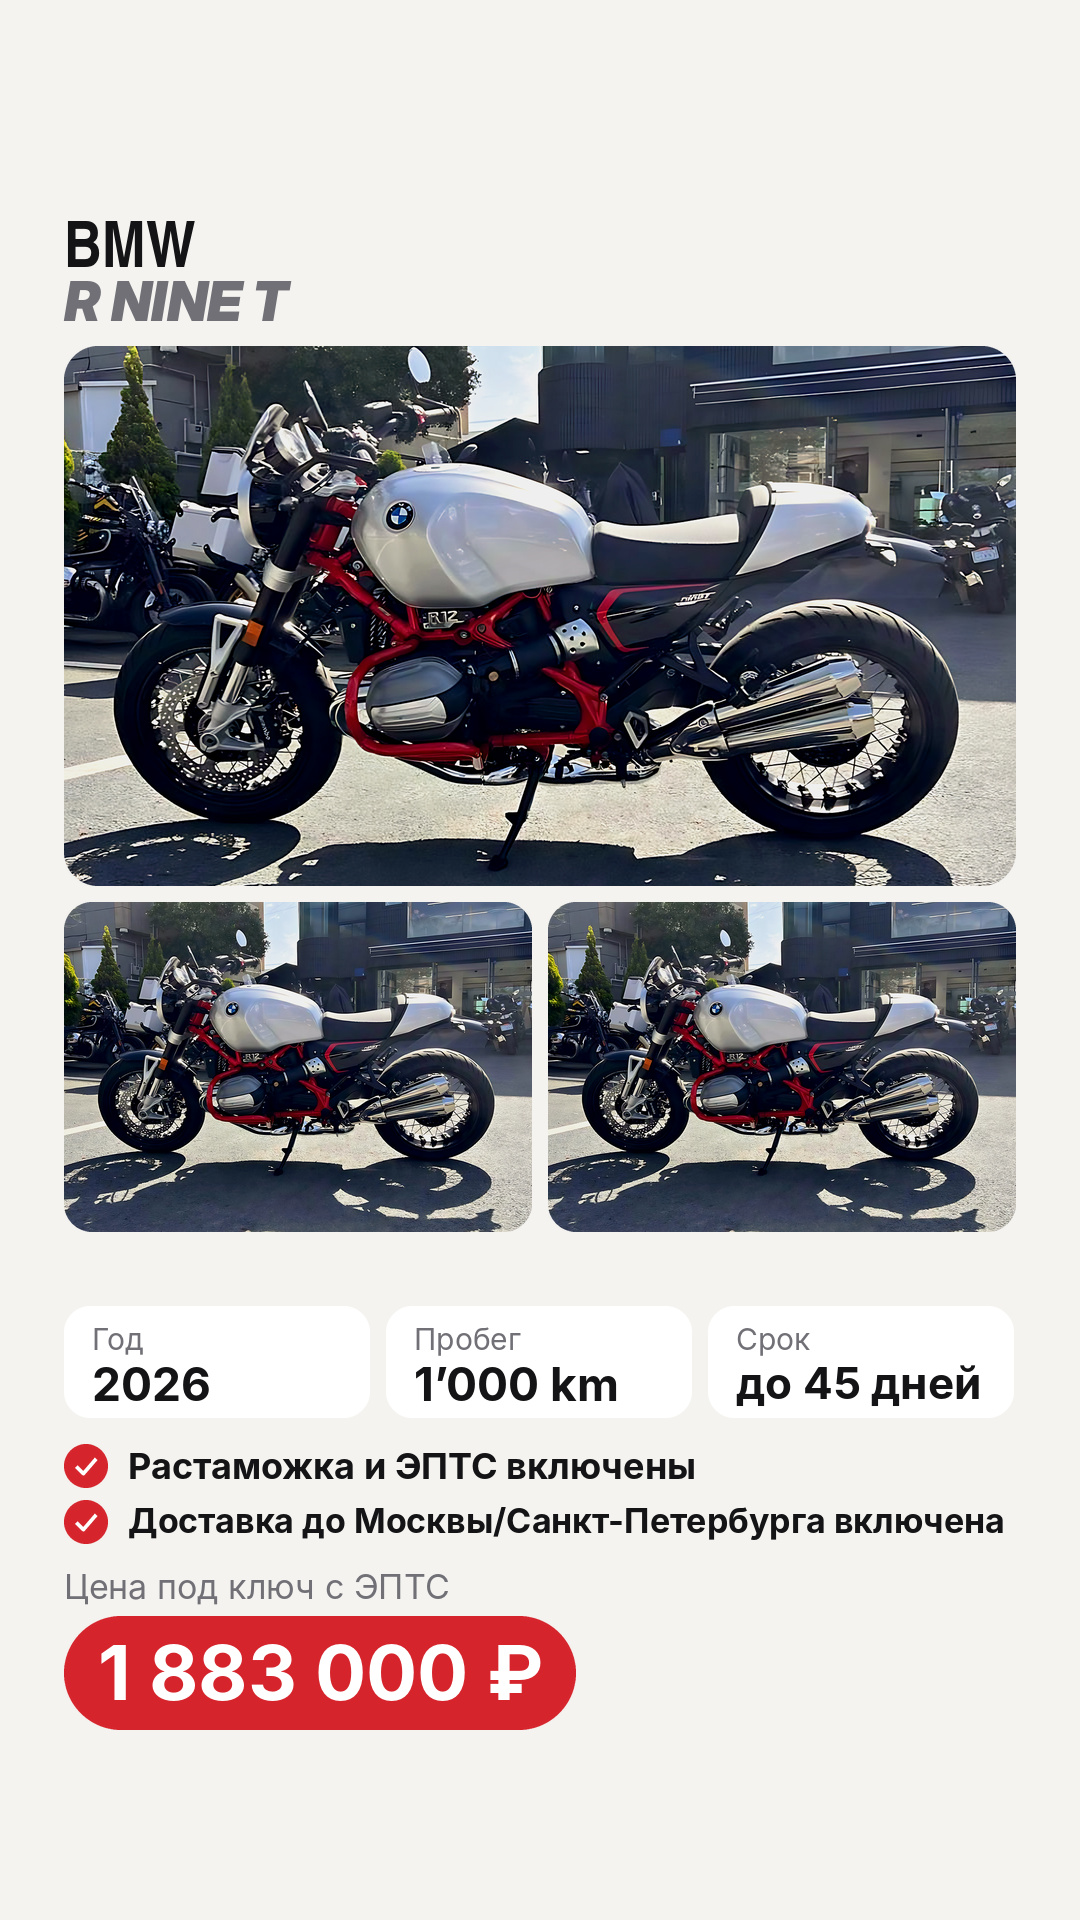 BMW
R NINE T
R12
Год
2026
Пробег
1’000 km
Срок
до 45 дней
Растаможка и ЭПТС включены
Доставка до Москвы/Санкт-Петербурга включена
Цена под ключ с ЭПТС
1 883 000 ₽